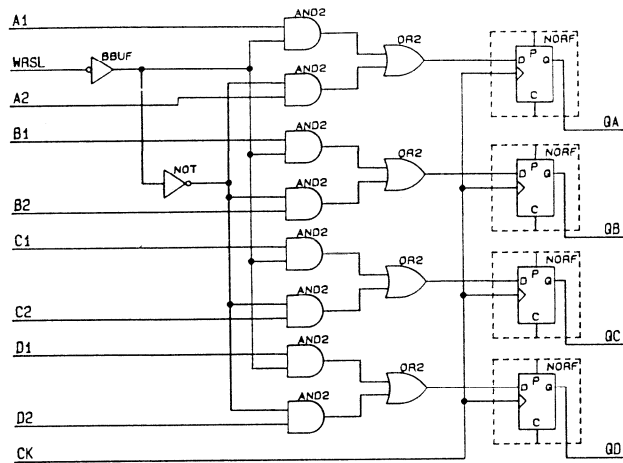 A1
AND2
OR2
NORF
WRSL
BBUF
AND2
D P Q
C
A2
QA
B1
AND2
OR2
NORF
NOT
AND2
D P Q
C
B2
QB
C1
AND2
OR2
NORF
AND2
D P Q
C
C2
QC
D1
AND2
OR2
NORF
AND2
D P Q
C
D2
QD
CK